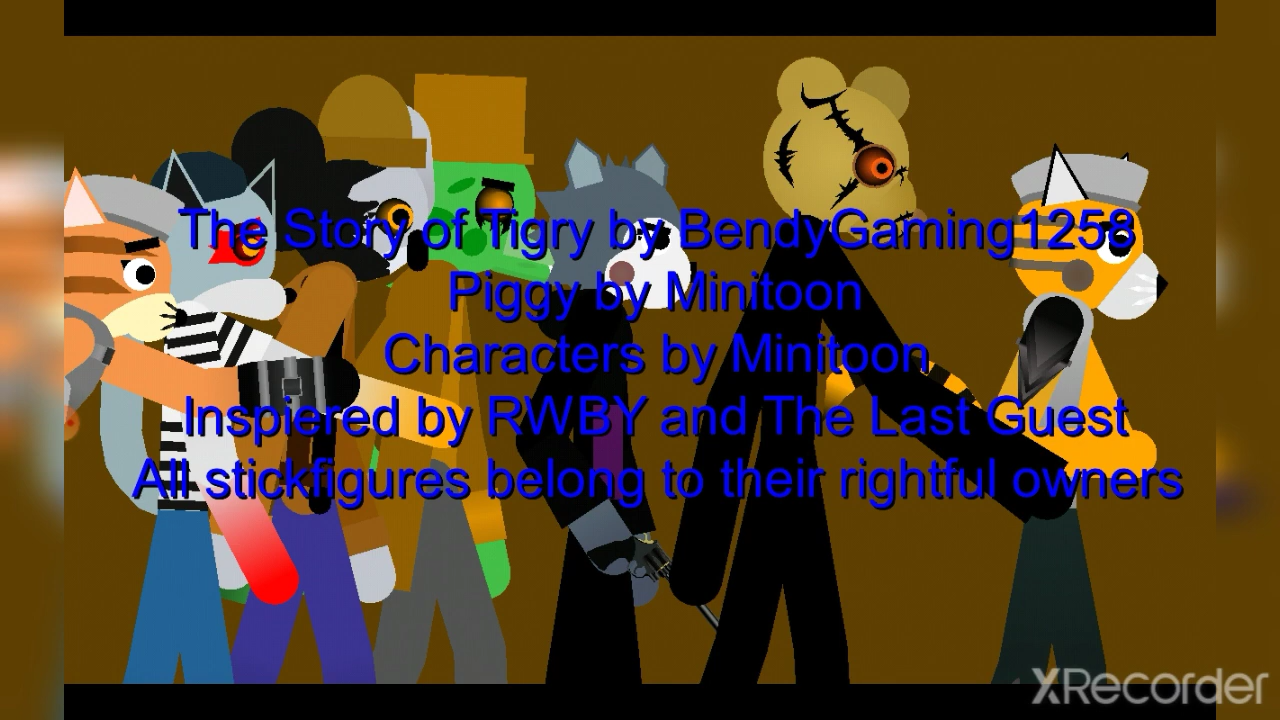 The Story of Tigry by BendyGaming1258
Piggy by Minitoon
Characters by Minitoon
Inspiered by RWBY and The Last Guest
All stickfigures belong to their rightful owners
XRecorder